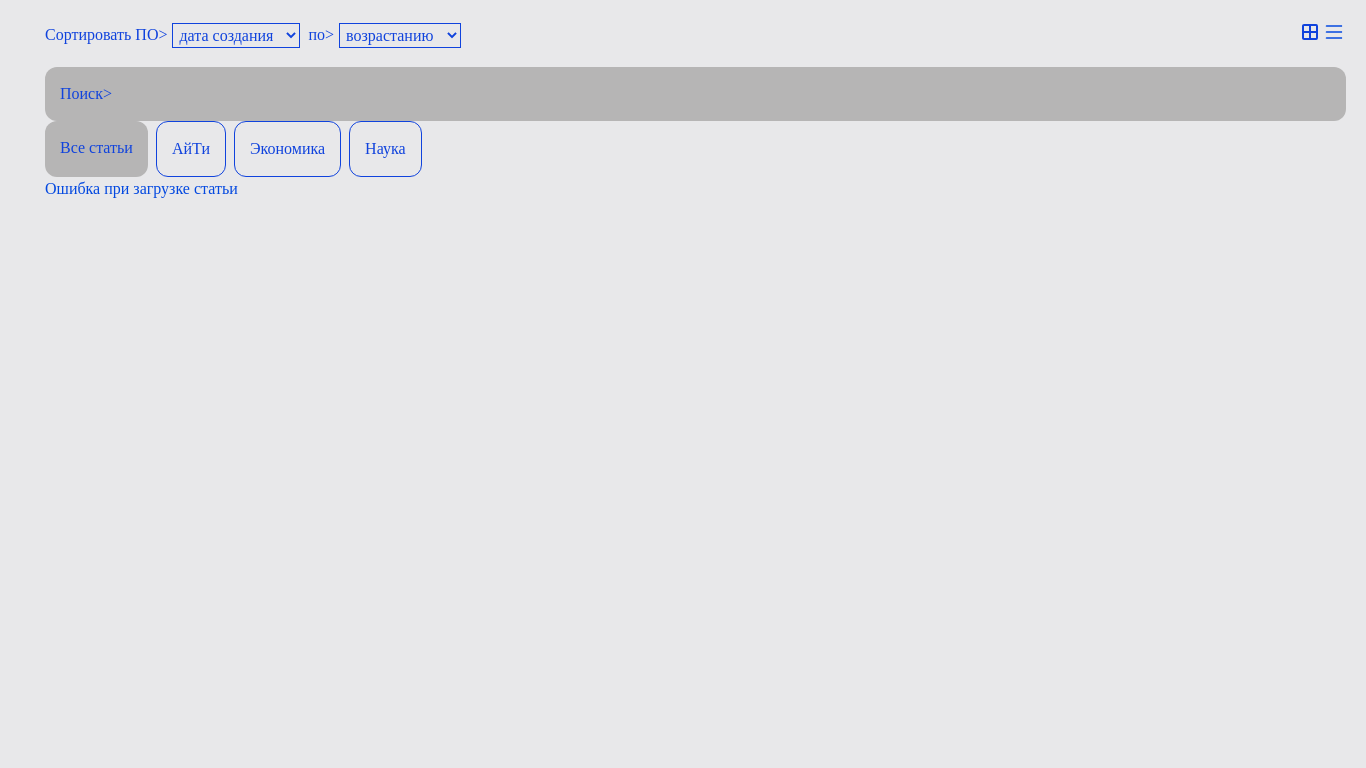 Сортировать ПО> дата создания по> возрастанию
Поиск>
Все статьи АйТи Экономика Наука
Ошибка при загрузке статьи